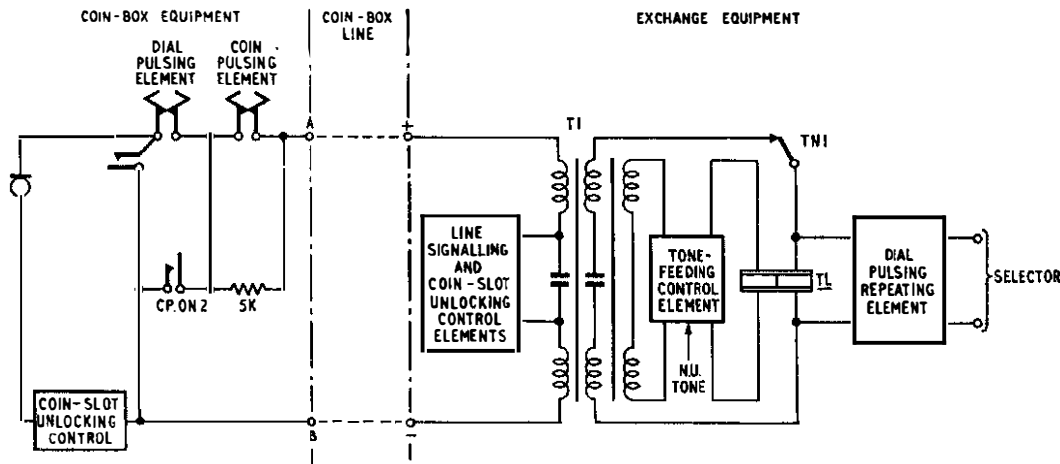 COIN-BOX EQUIPMENT
COIN-BOX
LINE
EXCHANGE EQUIPMENT
DIAL
PULSING
ELEMENT
COIN
PULSING
ELEMENT
A
+
T1
TN1
LINE
SIGNALLING
AND
COIN-SLOT
UNLOCKING
CONTROL
ELEMENTS
TONE-
FEEDING
CONTROL
ELEMENT
TL
DIAL
PULSING
REPEATING
ELEMENT
SELECTOR
CP.ON 2
5K
N.U.
TONE
COIN-SLOT
UNLOCKING
CONTROL
B
-